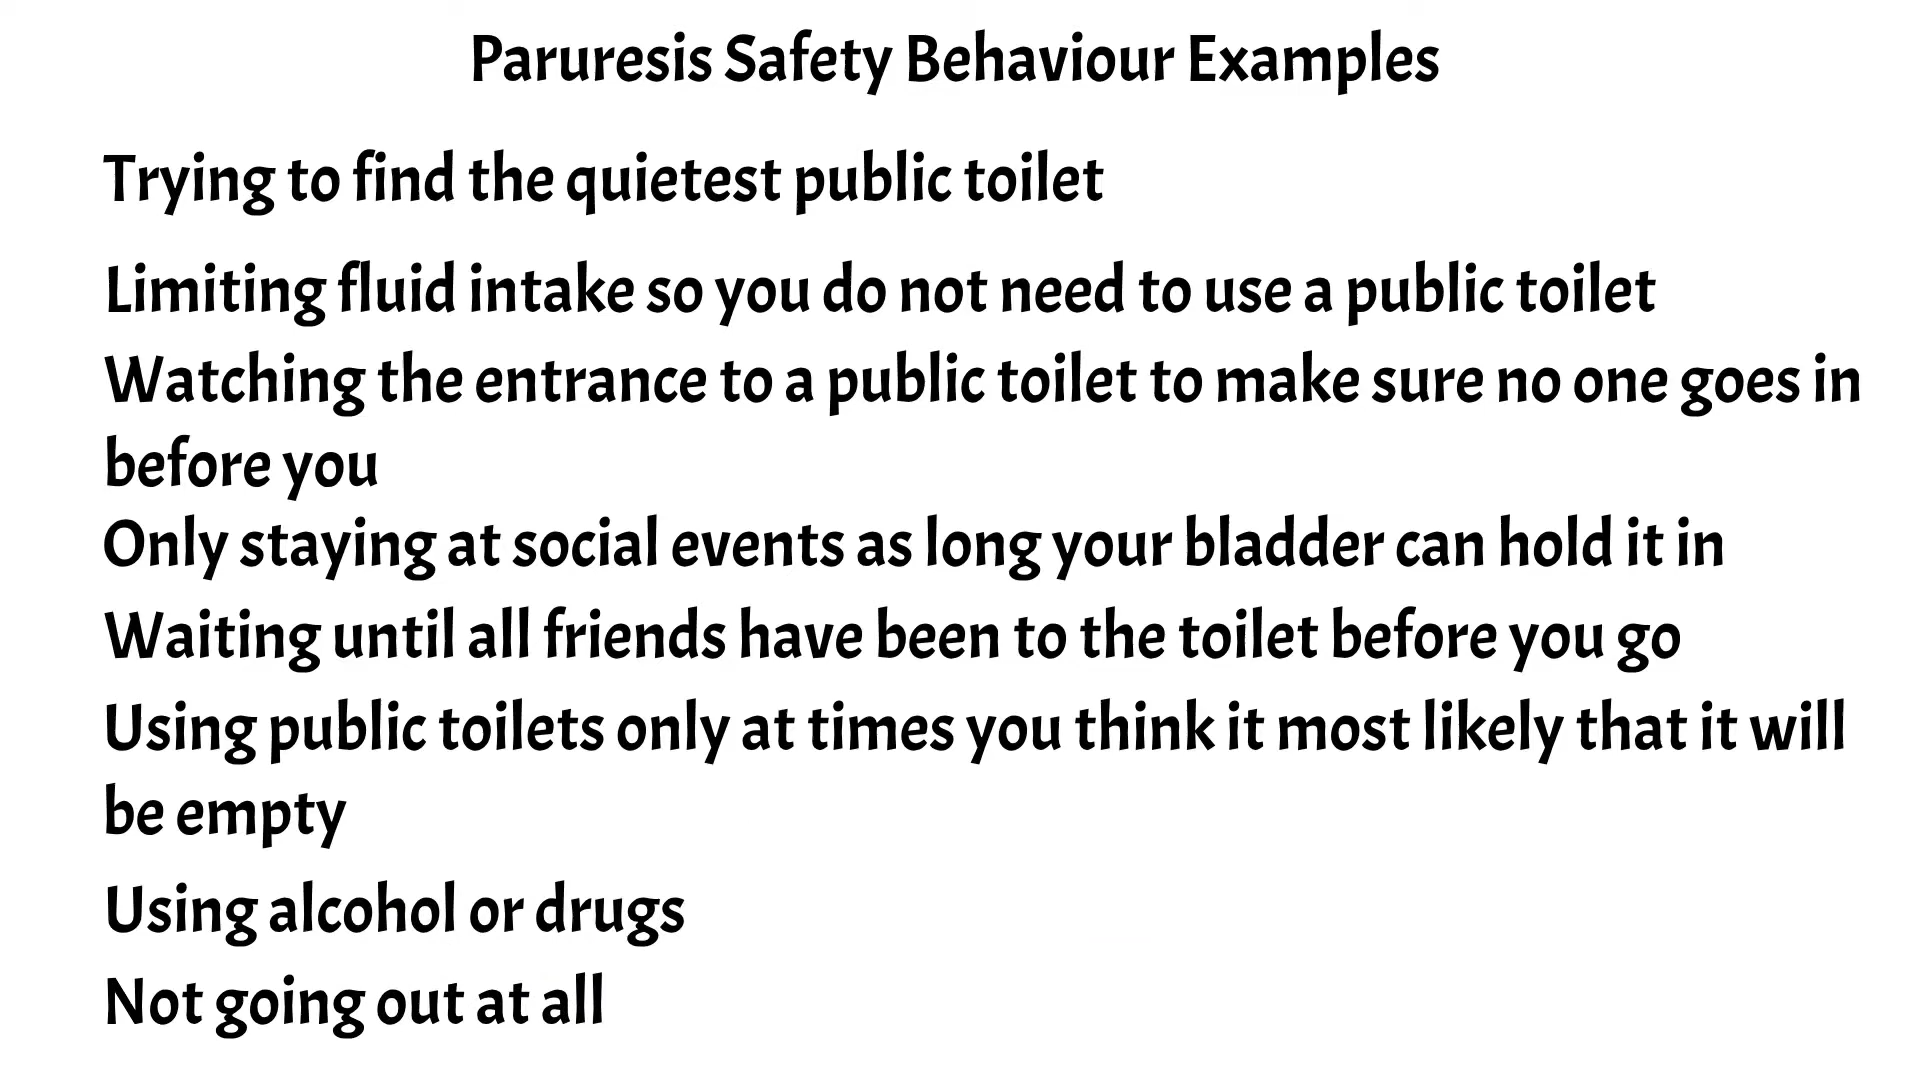 Paruresis Safety Behaviour Examples
Trying to find the quietest public toilet
Limiting fluid intake so you do not need to use a public toilet
Watching the entrance to a public toilet to make sure no one goes in
before you
Only staying at social events as long your bladder can hold it in
Waiting until all friends have been to the toilet before you go
Using public toilets only at times you think it most likely that it will
be empty
Using alcohol or drugs
Not going out at all